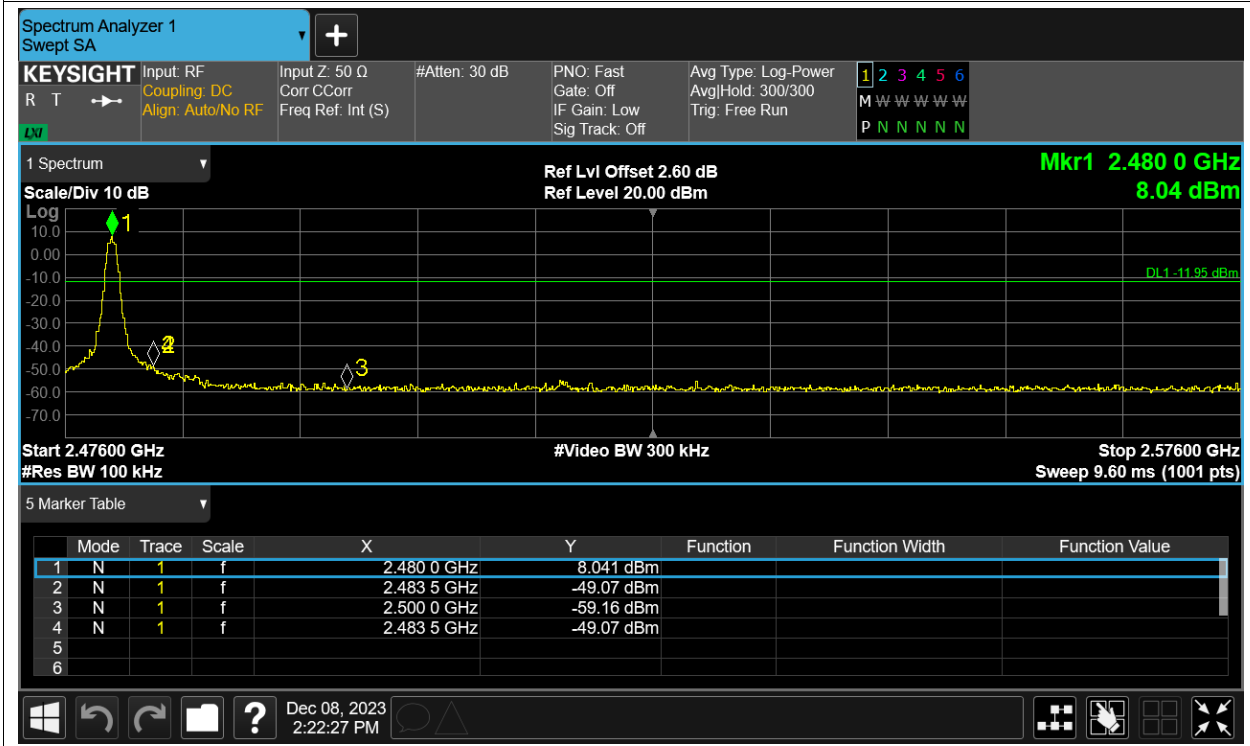 Spectrum Analyzer 1
Swept SA
+
KEYSIGHT
R T
LXI
Input: RF
Coupling: DC
Align: Auto/No RF
Input Z: 50 Ω
Corr CCorr
Freq Ref: Int (S)
#Atten: 30 dB
PNO: Fast
Gate: Off
IF Gain: Low
Sig Track: Off
Avg Type: Log-Power
Avg|Hold: 300/300
Trig: Free Run
1 2 3 4 5 6
M W W W W W
P N N N N N
1 Spectrum
Scale/Div 10 dB
Ref Lvl Offset 2.60 dB
Ref Level 20.00 dBm
Mkr1 2.480 0 GHz
8.04 dBm
Log
10.0
0.00
-10.0
-20.0
-30.0
-40.0
-50.0
-60.0
-70.0
1
3
DL1 -11.95 dBm
Start 2.47600 GHz
#Res BW 100 kHz
#Video BW 300 kHz
Stop 2.57600 GHz
Sweep 9.60 ms (1001 pts)
5 Marker Table
Mode Trace Scale X Y Function Function Width Function Value
1 N 1 f 2.480 0 GHz 8.041 dBm
2 N 1 f 2.483 5 GHz -49.07 dBm
3 N 1 f 2.500 0 GHz -59.16 dBm
4 N 1 f 2.483 5 GHz -49.07 dBm
5
6
?
Dec 08, 2023
2:22:27 PM